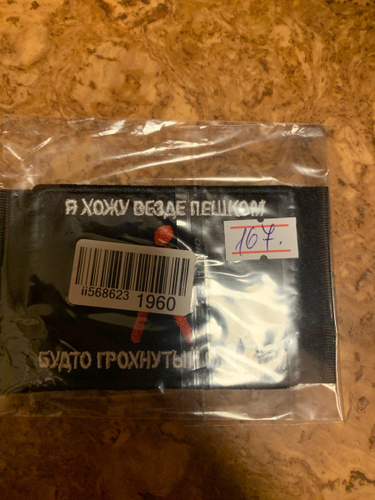 Я ХОЖУ ВЕЗДЕ ПЕШКОМ
167.
ii568623 1960
БУДТО ГРОХНУТЫЙ